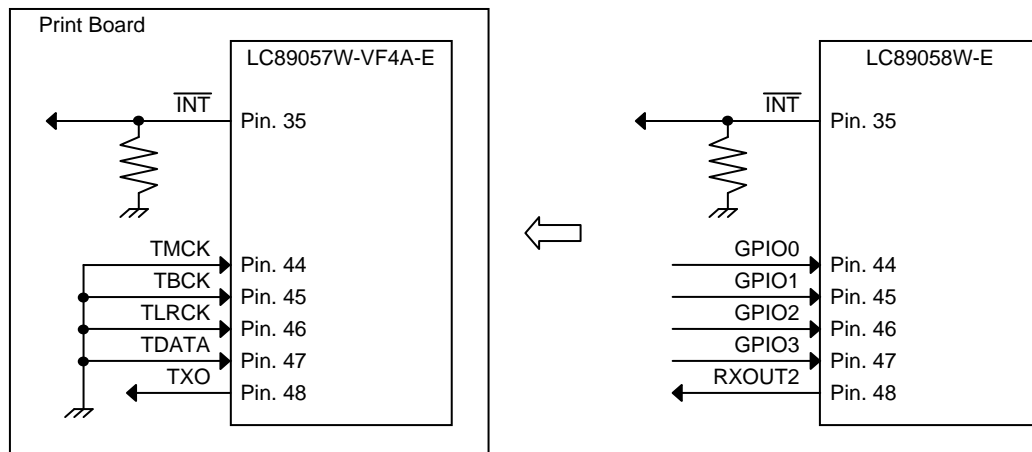 Print Board
LC89057W-VF4A-E
INT
Pin. 35
TMCK
Pin. 44
TBCK
Pin. 45
TLRCK
Pin. 46
TDATA
Pin. 47
TXO
Pin. 48
LC89058W-E
INT
Pin. 35
GPIO0
Pin. 44
GPIO1
Pin. 45
GPIO2
Pin. 46
GPIO3
Pin. 47
RXOUT2
Pin. 48